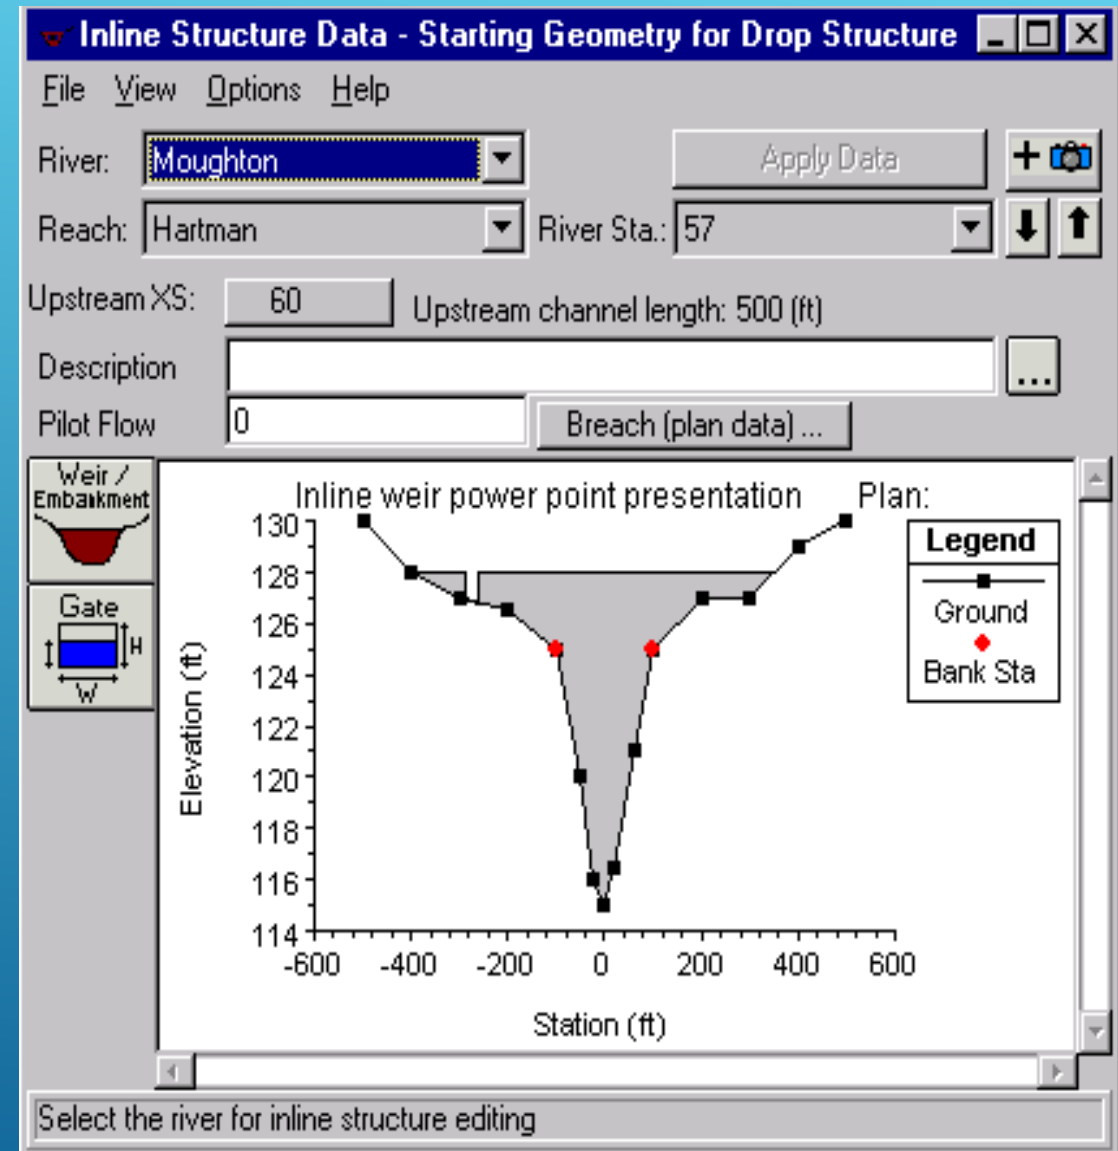 Inline Structure Data - Starting Geometry for Drop Structure
File View Options Help
River: Moughton Apply Data +
Reach: Hartman River Sta.: 57
Upstream XS: 60 Upstream channel length: 500 (ft)
Description ...
Pilot Flow 0 Breach (plan data) ...
Weir /
Embankment
Gate
H
W
Inline weir power point presentation Plan:
130
128
126
124
122
120
118
116
114
Elevation (ft)
-600 -400 -200 0 200 400 600
Station (ft)
Legend
Ground
Bank Sta
Select the river for inline structure editing